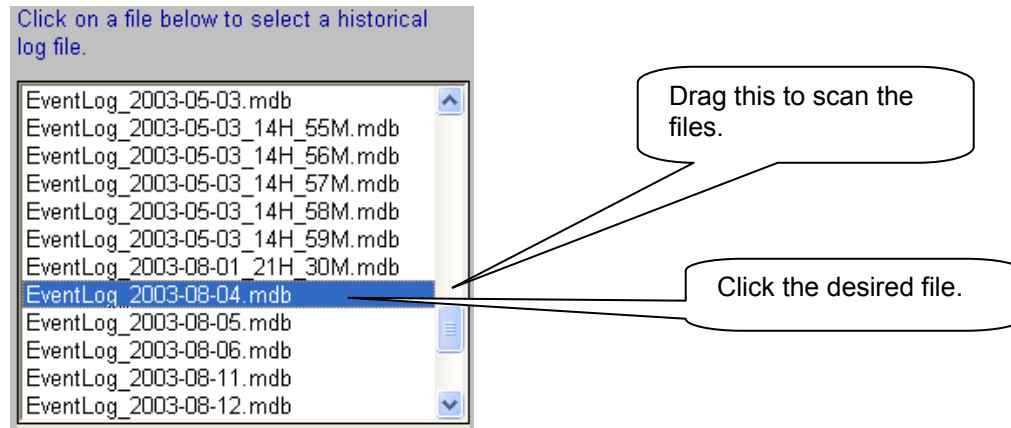 Click on a file below to select a historical
log file.
EventLog_2003-05-03.mdb
EventLog_2003-05-03_14H_55M.mdb
EventLog_2003-05-03_14H_56M.mdb
EventLog_2003-05-03_14H_57M.mdb
EventLog_2003-05-03_14H_58M.mdb
EventLog_2003-05-03_14H_59M.mdb
EventLog_2003-08-01_21H_30M.mdb
EventLog_2003-08-04.mdb
EventLog_2003-08-05.mdb
EventLog_2003-08-06.mdb
EventLog_2003-08-11.mdb
EventLog_2003-08-12.mdb
Drag this to scan the
files.
Click the desired file.